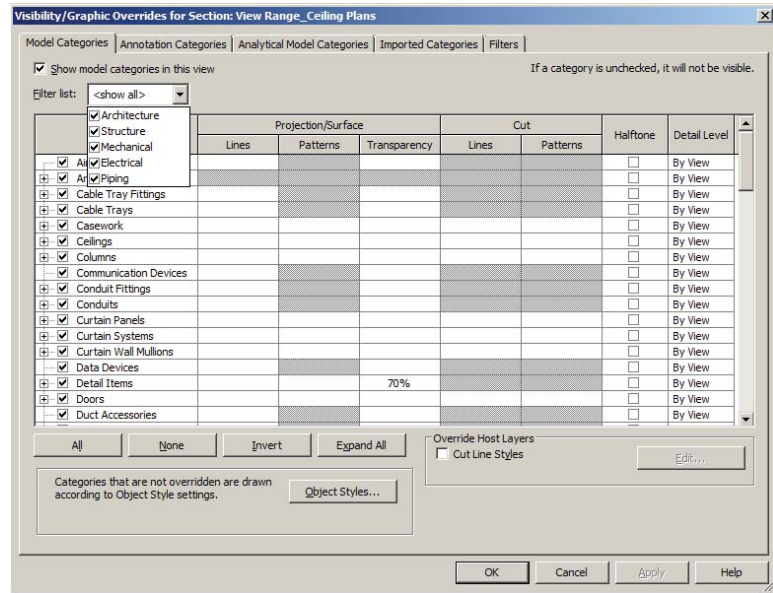 Visibility/Graphic Overrides for Section: View Range_Ceiling Plans
Model Categories Annotation Categories Analytical Model Categories Imported Categories Filters
Show model categories in this view
If a category is unchecked, it will not be visible.
Filter list: <show all>
Architecture
Structure
Mechanical
Electrical
Piping
Projection/Surface Cut Halftone Detail Level
Lines Patterns Transparency Lines Patterns
By View
By View
Cable Tray Fittings By View
Cable Trays By View
Casework By View
Ceilings By View
Columns By View
Communication Devices By View
Conduit Fittings By View
Conduits By View
Curtain Panels By View
Curtain Systems By View
Curtain Wall Mullions By View
Data Devices By View
Detail Items 70% By View
Doors By View
Duct Accessories By View
All None Invert Expand All
Override Host Layers
Cut Line Styles Edit...
Categories that are not overridden are drawn
according to Object Style settings.
Object Styles...
OK Cancel Apply Help